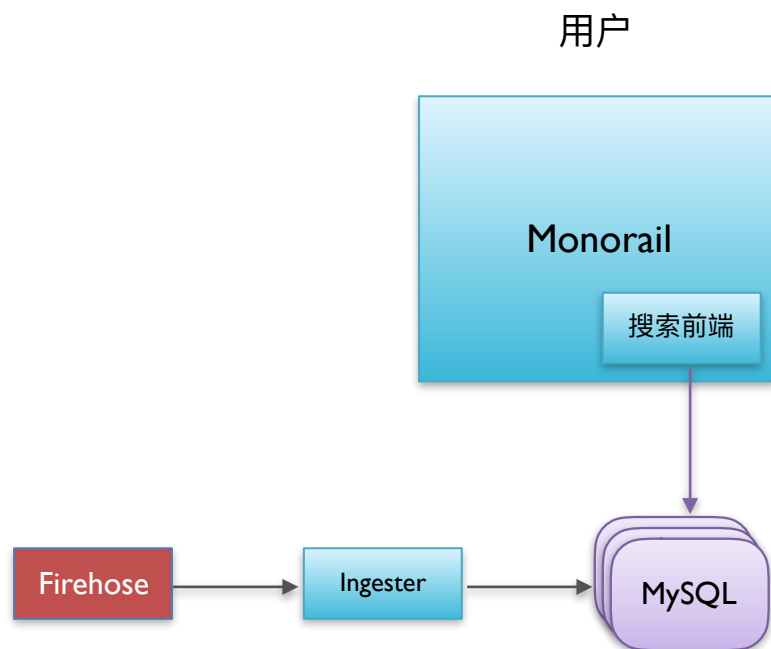 用户
Monorail
搜索前端
Firehose
Ingester
MySQL